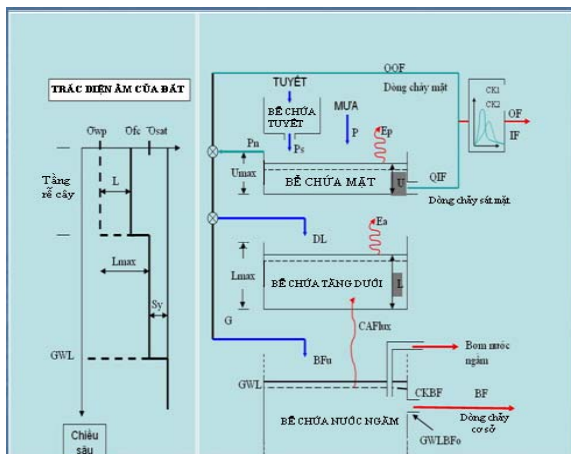 TRẮC DIỆN ẨM CỦA ĐẤT
Θwp Θfc Θsat
Tầng
rễ cây
L
Lmax
Sy
GWL
Chiều
sâu
QOF
Dòng chảy mặt
TUYẾT
BỂ CHỨA
TUYẾT
MƯA
P
Ps
Pn
Ep
CK1
CK2
OF
IF
Umax
BỂ CHỨA MẶT
U
QIF
Dòng chảy sát mặt
DL
Ea
Lmax
BỂ CHỨA TẦNG DƯỚI
L
G
CAFlux
BFu
Bơm nước
ngầm
GWL
CKBF
BF
Dòng chảy
cơ sở
BỂ CHỨA NƯỚC NGẦM
GWLBFo